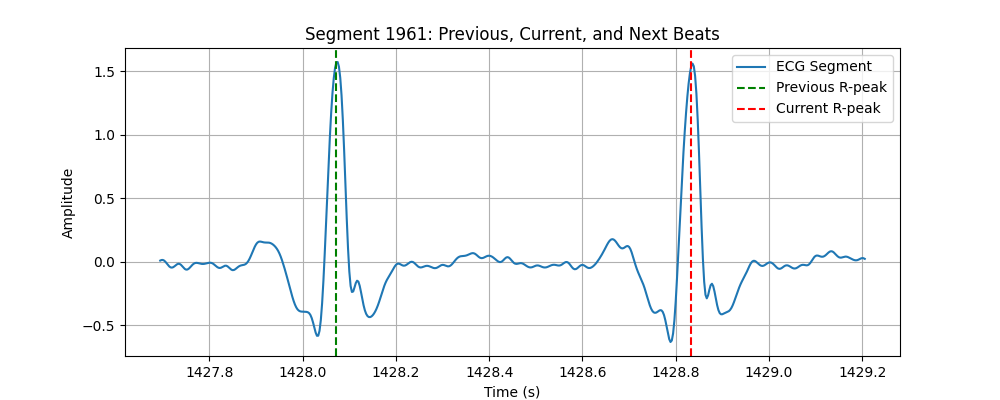 Segment 1961: Previous, Current, and Next Beats
ECG Segment
Previous R-peak
Current R-peak
Amplitude
1.5
1.0
0.5
0.0
−0.5
1427.8 1428.0 1428.2 1428.4 1428.6 1428.8 1429.0 1429.2
Time (s)